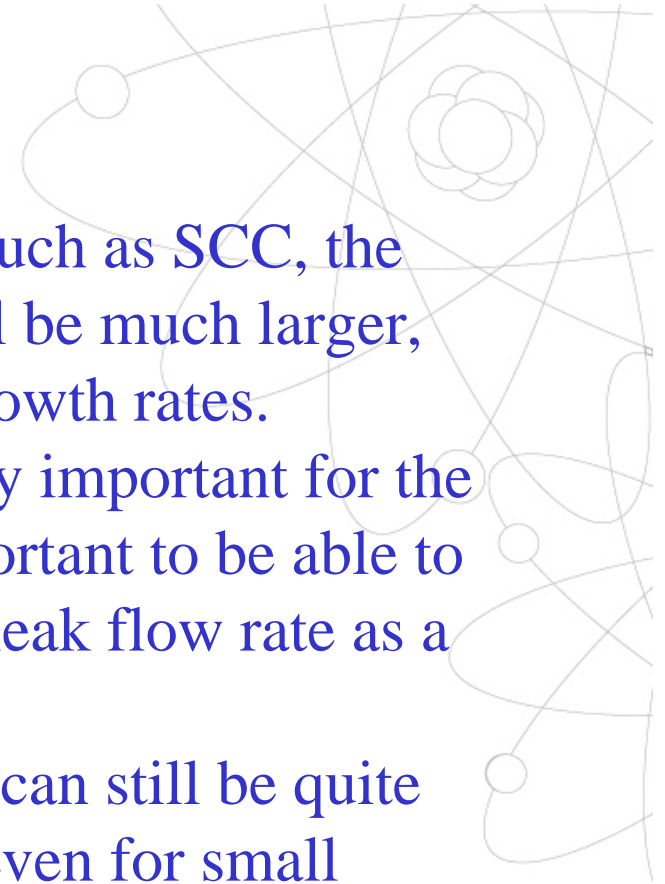 uch as SCC, the
l be much larger,
owth rates.
y important for the
ortant to be able to
eak flow rate as a
can still be quite
ven for small